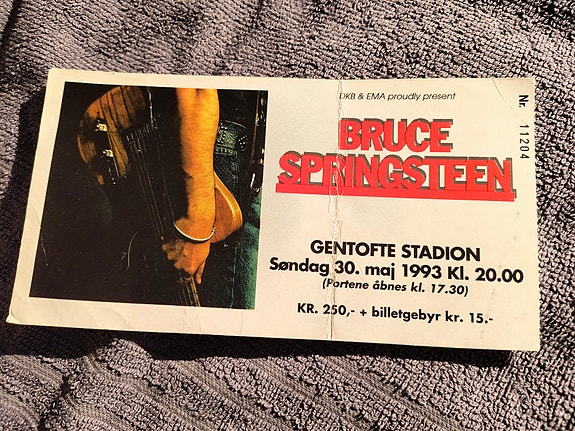 DKB & EMA proudly present
BRUCE
SPRINGSTEEN
Nr. 11204
GENTOFTE STADION
Søndag 30. maj 1993 Kl. 20.00
(Portene åbnes kl. 17.30)
KR. 250,- + billetgebyr kr. 15.-